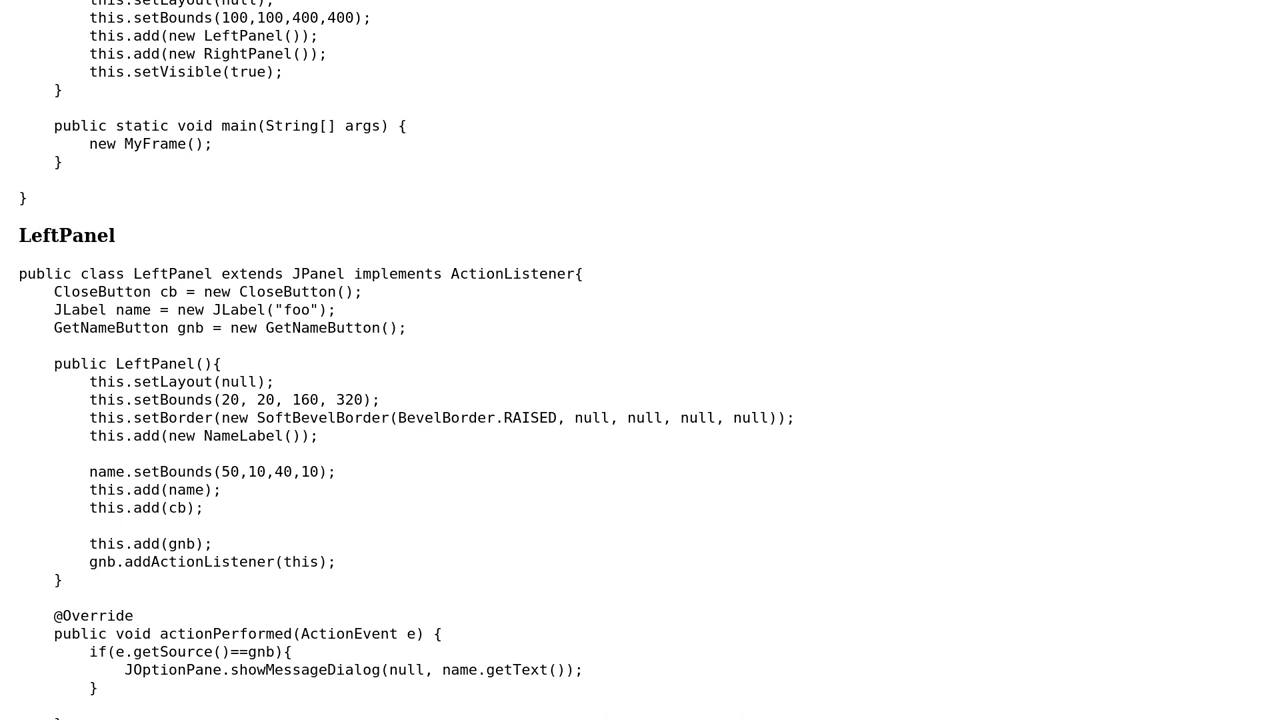 this.setLayout(null);
this.setBounds(100,100,400,400);
this.add(new LeftPanel());
this.add(new RightPanel());
this.setVisible(true);
}
public static void main(String[] args) {
new MyFrame();
}
}
LeftPanel
public class LeftPanel extends JPanel implements ActionListener{
CloseButton cb = new CloseButton();
JLabel name = new JLabel("foo");
GetNameButton gnb = new GetNameButton();
public LeftPanel(){
this.setLayout(null);
this.setBounds(20, 20, 160, 320);
this.setBorder(new SoftBevelBorder(BevelBorder.RAISED, null, null, null, null));
this.add(new NameLabel());
name.setBounds(50,10,40,10);
this.add(name);
this.add(cb);
this.add(gnb);
gnb.addActionListener(this);
}
@Override
public void actionPerformed(ActionEvent e) {
if(e.getSource()==gnb){
JOptionPane.showMessageDialog(null, name.getText());
}
}